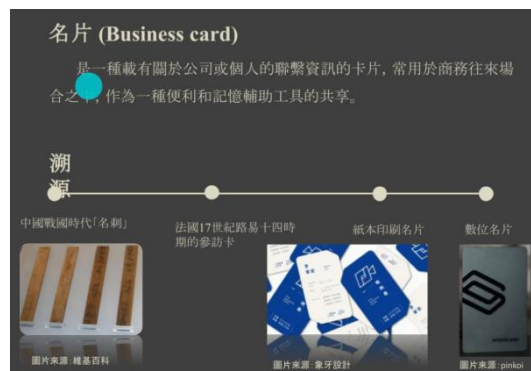 名片 (Business card)
是一種載有關於公司或個人的聯繫資訊的卡片, 常用於商務往來場
合之中, 作為一種便利和記憶輔助工具的共享。
溯
源
中國戰國時代「名刺」
法國17世紀路易十四時
期的參訪卡
紙本印刷名片
數位名片
圖片來源:維基百科
圖片來源:象牙設計
圖片來源:pinkoi